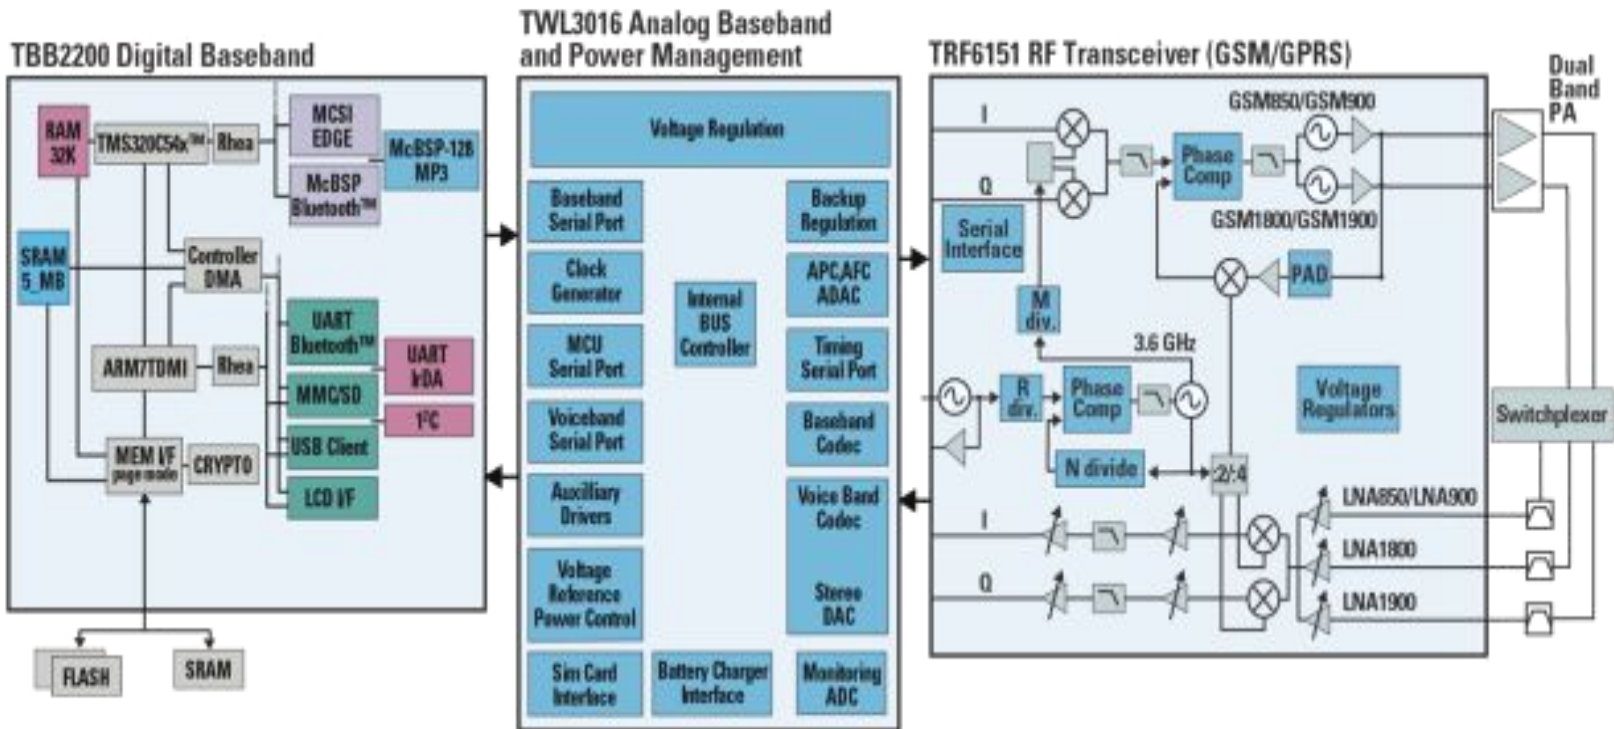 TBB2200 Digital Baseband
RAM
32K
TMS320C54x™
Rhea
MCSI
EDGE
McBSP
Bluetooth™
McBSP-128
MP3
SRAM
5_MB
Controller
DMA
UART
Bluetooth™
UART
IrDA
ARM7TDMI
Rhea
MMC/SD
I²C
USB Client
MEM I/F
page mode
CRYPTO
LCD I/F
FLASH
SRAM
TWL3016 Analog Baseband
and Power Management
Voltage Regulation
Baseband
Serial Port
Backup
Regulation
Clock
Generator
Internal
BUS
Controller
APC,AFC
ADAC
MCU
Serial Port
Timing
Serial Port
Voiceband
Serial Port
Baseband
Codec
Auxilliary
Drivers
Voice Band
Codec
Voltage
Reference
Power Control
Stereo
DAC
Sim Card
Interface
Battery Charger
Interface
Monitoring
ADC
TRF6151 RF Transceiver (GSM/GPRS)
Dual
Band
PA
I
Q
GSM850/GSM900
Phase
Comp
GSM1800/GSM1900
Serial
Interface
PAD
M
div.
3.6 GHz
R
div.
Phase
Comp
Voltage
Regulators
Switchplexer
N divide
:2/:4
I
Q
LNA850/LNA900
LNA1800
LNA1900